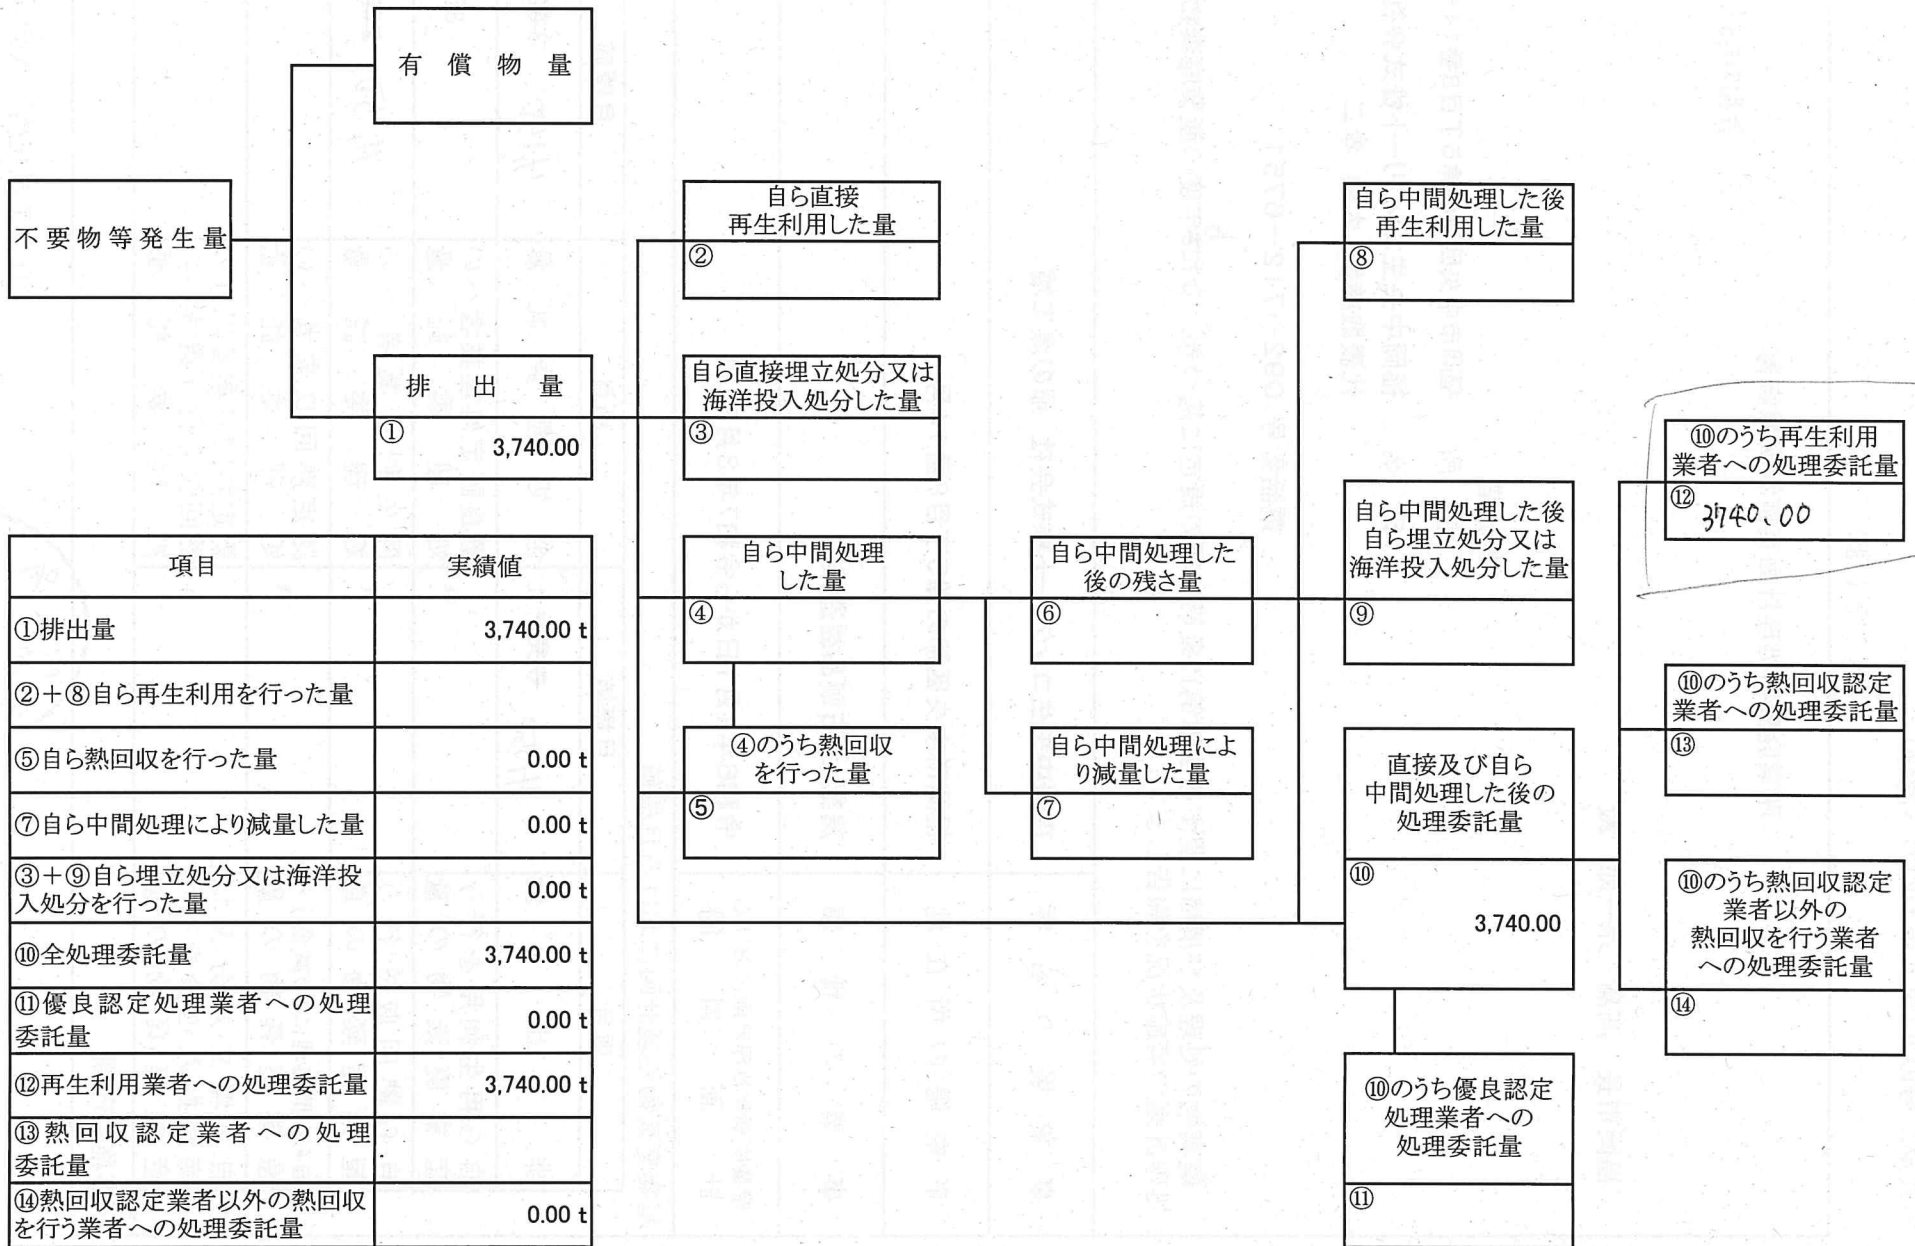 有償物量
不要物等発生量
排出量
①
3,740.00
自ら直接
再生利用した量
②
自ら直接埋立処分又は
海洋投入処分した量
③
自ら中間処理
した量
④
④のうち熱回収
を行った量
⑤
自ら中間処理した
後の残さ量
⑥
自ら中間処理によ
り減量した量
⑦
自ら中間処理した後
再生利用した量
⑧
自ら中間処理した後
自ら埋立処分又は
海洋投入処分した量
⑨
直接及び自ら
中間処理した後の
処理委託量
⑩
3,740.00
⑩のうち優良認定
処理業者への
処理委託量
⑪
⑩のうち再生利用
業者への処理委託量
⑫
3740.00
⑩のうち熱回収認定
業者への処理委託量
⑬
⑩のうち熱回収認定
業者以外の
熱回収を行う業者
への処理委託量
⑭
項目 実績値
①排出量 3,740.00 t
②+⑧自ら再生利用を行った量
⑤自ら熱回収を行った量 0.00 t
⑦自ら中間処理により減量した量 0.00 t
③+⑨自ら埋立処分又は海洋投
入処分を行った量 0.00 t
⑩全処理委託量 3,740.00 t
⑪優良認定処理業者への処理
委託量 0.00 t
⑫再生利用業者への処理委託量 3,740.00 t
⑬熱回収認定業者への処理
委託量
⑭熱回収認定業者以外の熱回収
を行う業者への処理委託量 0.00 t